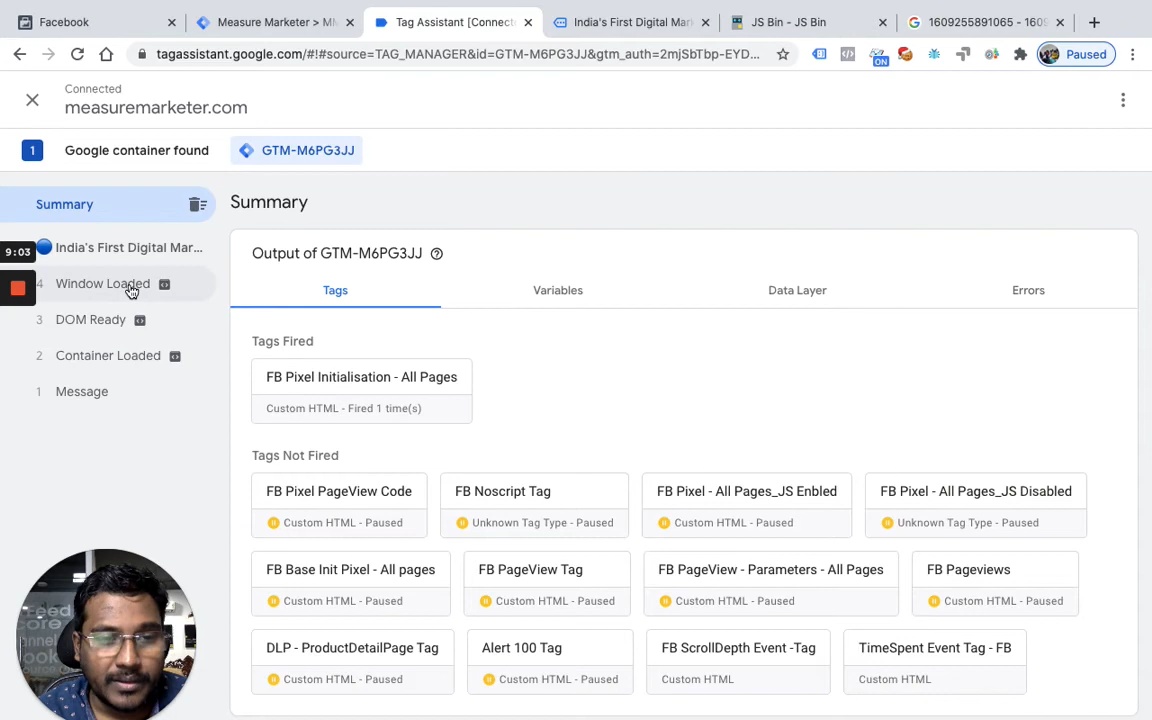 Facebook
Measure Marketer > MM
Tag Assistant [Connect
India's First Digital Mark
JS Bin - JS Bin
1609255891065 - 1609
tagassistant.google.com/#!#source=TAG_MANAGER&id=GTM-M6PG3JJ&gtm_auth=2mjSbTbp-EYD...
ON
Paused
Connected
measuremarketer.com
1
Google container found
GTM-M6PG3JJ
Summary
India's First Digital Mar...
9:03
4 Window Loaded
3 DOM Ready
2 Container Loaded
1 Message
Summary
Output of GTM-M6PG3JJ
Tags
Variables
Data Layer
Errors
Tags Fired
FB Pixel Initialisation - All Pages
Custom HTML - Fired 1 time(s)
Tags Not Fired
FB Pixel PageView Code
Custom HTML - Paused
FB Noscript Tag
Unknown Tag Type - Paused
FB Pixel - All Pages_JS Enbled
Custom HTML - Paused
FB Pixel - All Pages_JS Disabled
Unknown Tag Type - Paused
FB Base Init Pixel - All pages
Custom HTML - Paused
FB PageView Tag
Custom HTML - Paused
FB PageView - Parameters - All Pages
Custom HTML - Paused
FB Pageviews
Custom HTML - Paused
DLP - ProductDetailPage Tag
Custom HTML - Paused
Alert 100 Tag
Custom HTML - Paused
FB ScrollDepth Event -Tag
Custom HTML
TimeSpent Event Tag - FB
Custom HTML